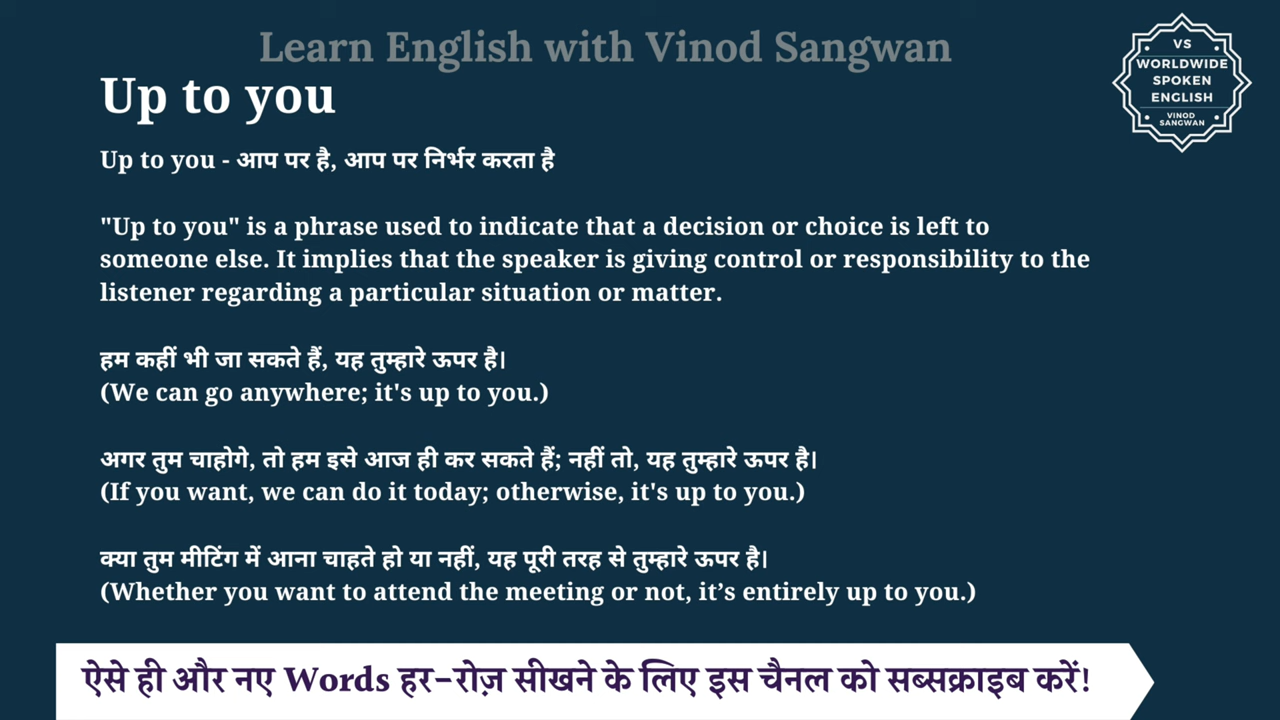 Learn English with Vinod Sangwan
VS
WORLDWIDE
SPOKEN
ENGLISH
VINOD
SANGWAN
Up to you
Up to you - आप पर है, आप पर निर्भर करता है
"Up to you" is a phrase used to indicate that a decision or choice is left to
someone else. It implies that the speaker is giving control or responsibility to the
listener regarding a particular situation or matter.
हम कहीं भी जा सकते हैं, यह तुम्हारे ऊपर है।
(We can go anywhere; it's up to you.)
अगर तुम चाहोगे, तो हम इसे आज ही कर सकते हैं; नहीं तो, यह तुम्हारे ऊपर है।
(If you want, we can do it today; otherwise, it's up to you.)
क्या तुम मीटिंग में आना चाहते हो या नहीं, यह पूरी तरह से तुम्हारे ऊपर है।
(Whether you want to attend the meeting or not, it’s entirely up to you.)
ऐसे ही और नए Words हर-रोज़ सीखने के लिए इस चैनल को सब्सक्राइब करें!